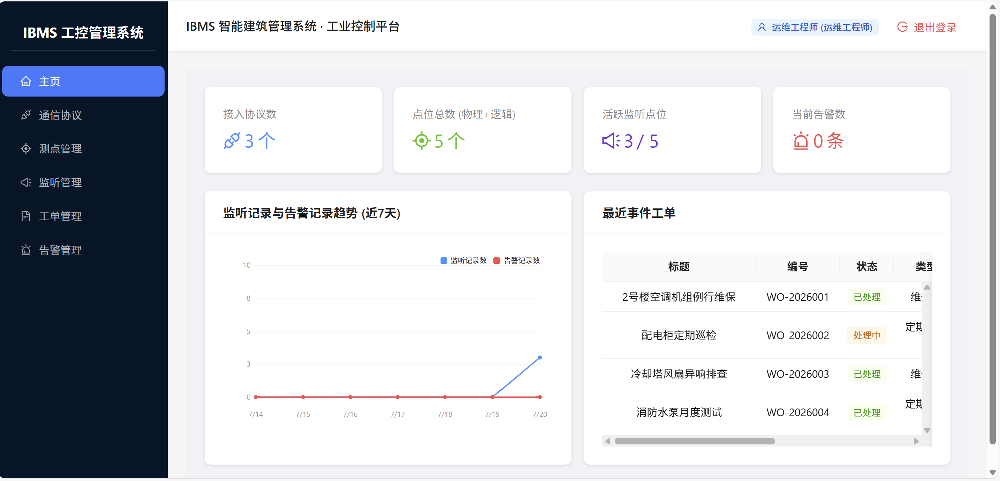 IBMS 工控管理系统
主页
通信协议
测点管理
监听管理
工单管理
告警管理
IBMS 智能建筑管理系统 · 工业控制平台
运维工程师 (运维工程师)
退出登录
接入协议数
3 个
点位总数 (物理+逻辑)
5 个
活跃监听点位
3 / 5
当前告警数
0 条
监听记录与告警记录趋势 (近7天)
监听记录数 告警记录数
10
8
5
3
0
7/14 7/15 7/16 7/17 7/18 7/19 7/20
最近事件工单
标题 编号 状态 类型
2号楼空调机组例行维保 WO-2026001 已处理 维
配电柜定期巡检 WO-2026002 处理中 定期
冷却塔风扇异响排查 WO-2026003 已处理 维
消防水泵月度测试 WO-2026004 已处理 定期